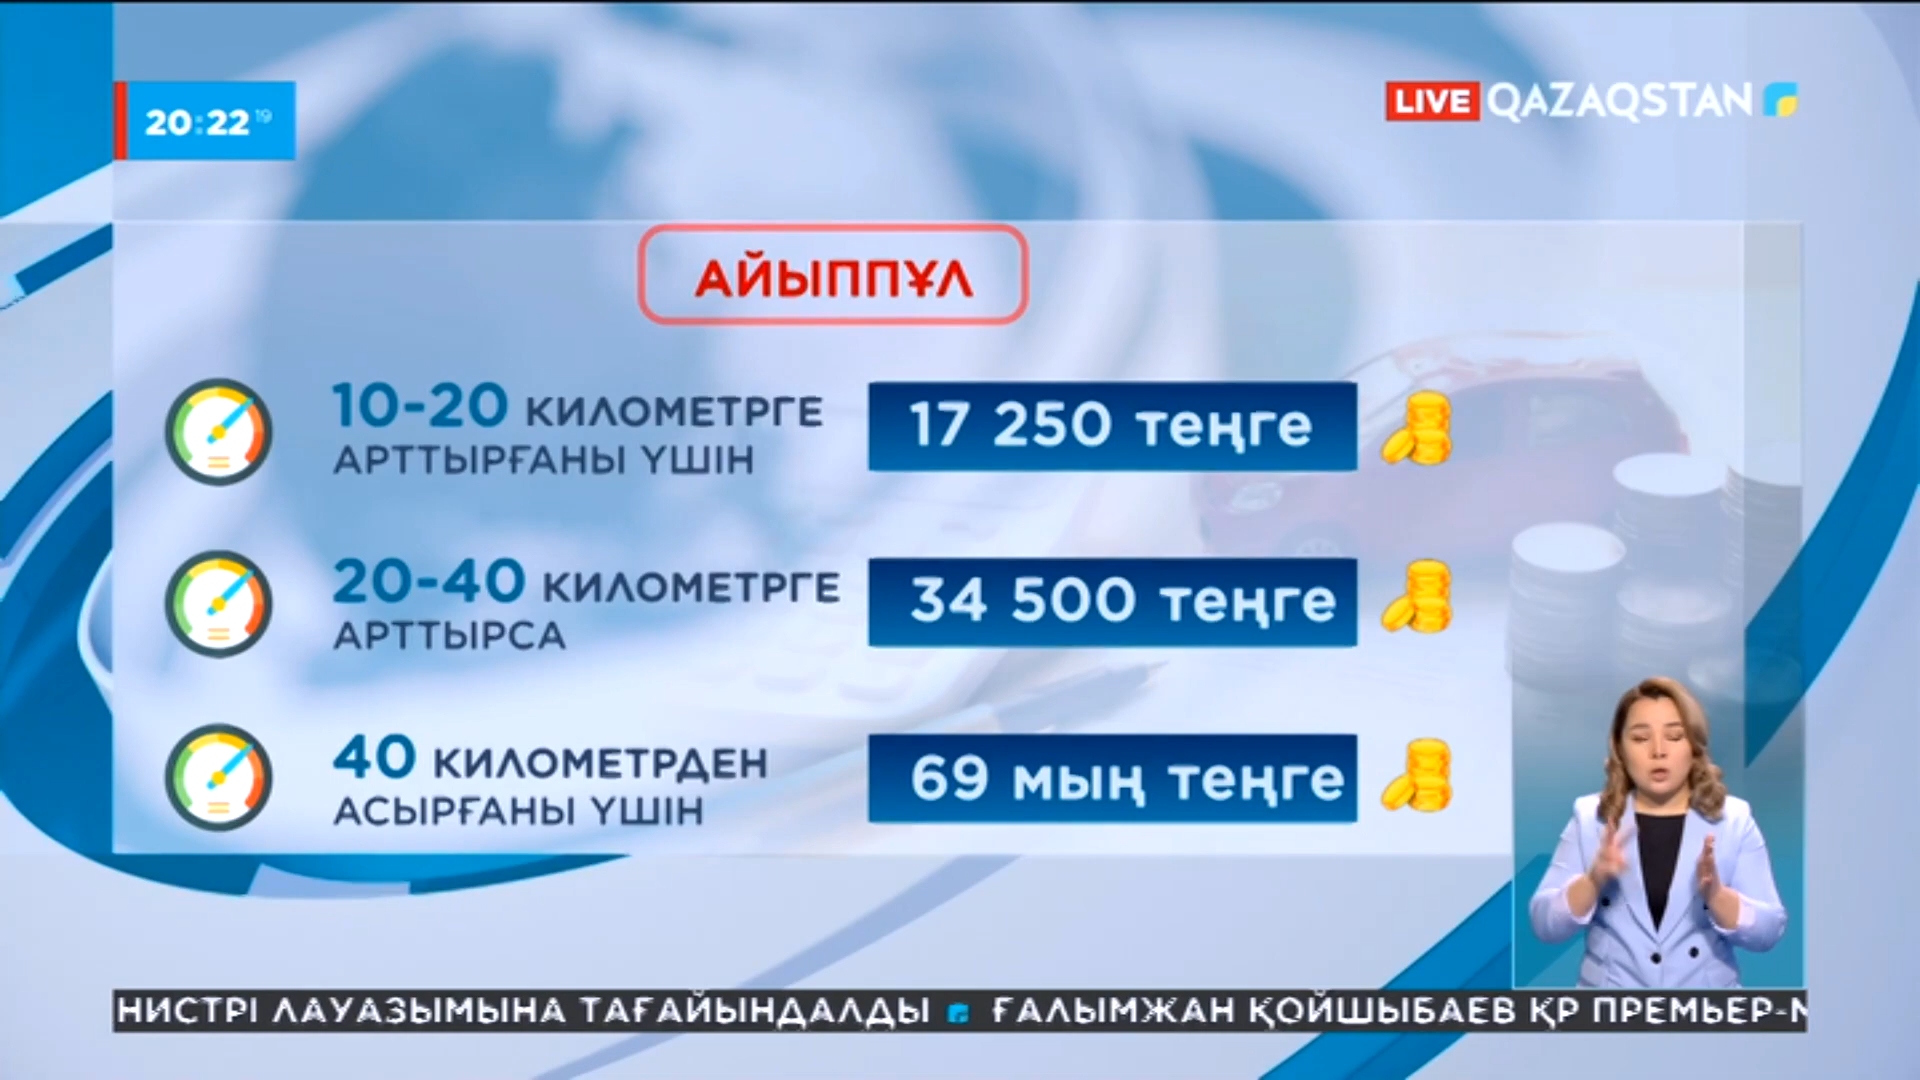 20:22 19
LIVE QAZAQSTAN
АЙЫППҰЛ
10-20 КИЛОМЕТРГЕ
АРТТЫРҒАНЫ ҮШІН
17 250 теңге
20-40 КИЛОМЕТРГЕ
АРТТЫРСА
34 500 теңге
40 КИЛОМЕТРДЕН
АСЫРҒАНЫ ҮШІН
69 мың теңге
НИСТРІ ЛАУАЗЫМЫНА ТАҒАЙЫНДАЛДЫ ҒАЛЫМЖАН ҚОЙШЫБАЕВ ҚР ПРЕМЬЕР-